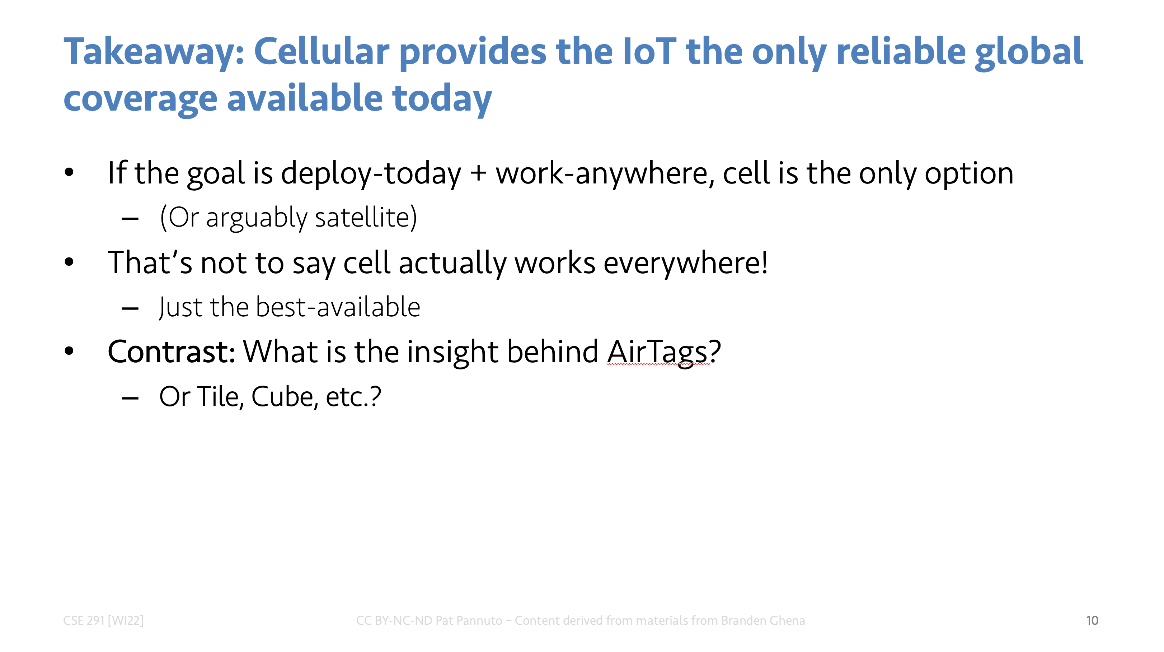 Takeaway: Cellular provides the IoT the only reliable global
coverage available today
• If the goal is deploy-today + work-anywhere, cell is the only option
– (Or arguably satellite)
• That’s not to say cell actually works everywhere!
– Just the best-available
• Contrast: What is the insight behind AirTags?
– Or Tile, Cube, etc.?
CSE 291 [WI22]
CC BY-NC-ND Pat Pannuto – Content derived from materials from Branden Ghena
10